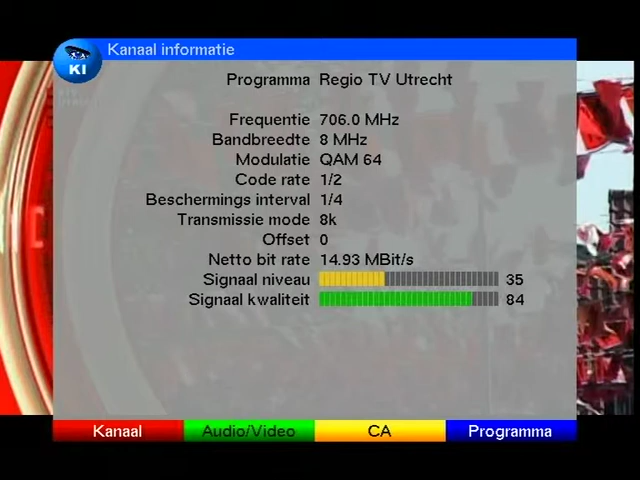 KI
Kanaal informatie
Programma Regio TV Utrecht
Frequentie 706.0 MHz
Bandbreedte 8 MHz
Modulatie QAM 64
Code rate 1/2
Beschermings interval 1/4
Transmissie mode 8k
Offset 0
Netto bit rate 14.93 MBit/s
Signaal niveau 35
Signaal kwaliteit 84
Kanaal Audio/Video CA Programma